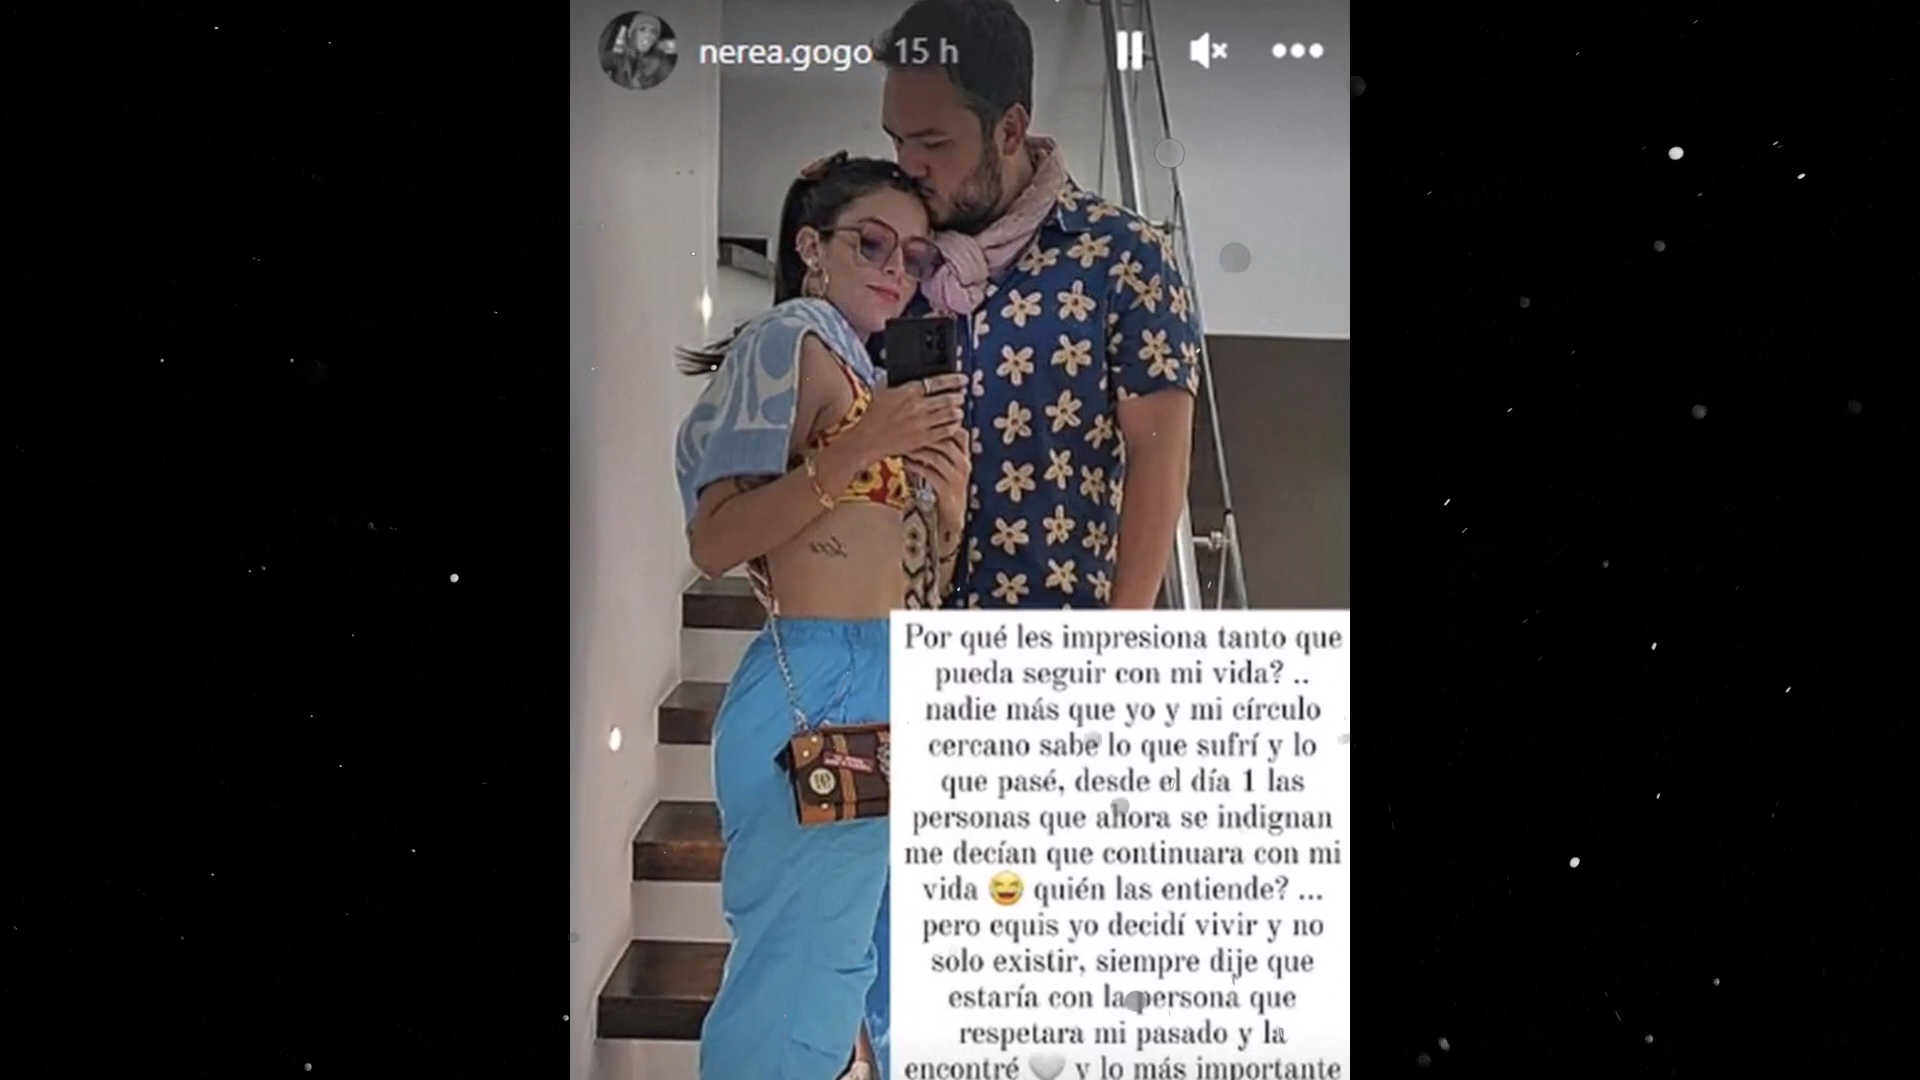 nerea.gogo 15 h
Por qué les impresiona tanto que
pueda seguir con mi vida? ..
nadie más que yo y mi círculo
cercano sabe lo que sufrí y lo
que pasé, desde el día 1 las
personas que ahora se indignan
me decían que continuara con mi
vida 😆 quién las entiende? ...
pero equis yo decidí vivir y no
solo existir, siempre dije que
estaría con la persona que
respetara mi pasado y la
encontré 🤍 y lo más importante